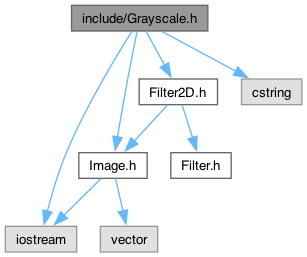 include/Grayscale.h
Filter2D.h
cstring
Image.h
Filter.h
iostream
vector